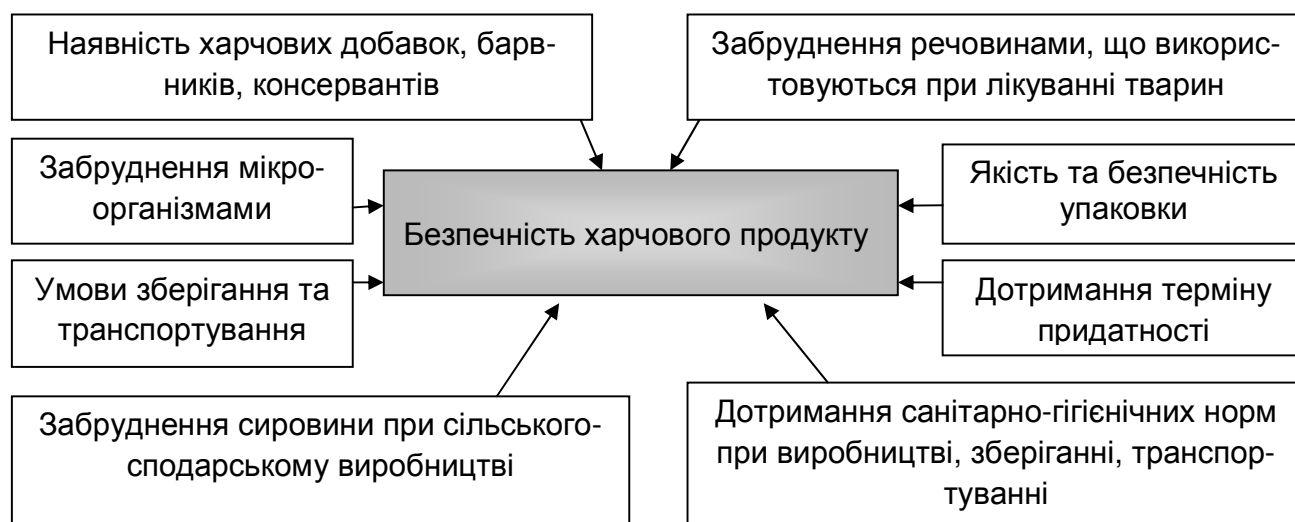 Наявність харчових добавок, барв-
ників, консервантів
Забруднення речовинами, що викорис-
товуються при лікуванні тварин
Забруднення мікро-
організмами
Якість та безпечність
упаковки
Безпечність харчового продукту
Умови зберігання та
транспортування
Дотримання терміну
придатності
Забруднення сировини при сільського-
сподарському виробництві
Дотримання санітарно-гігієнічних норм
при виробництві, зберіганні, транспор-
туванні